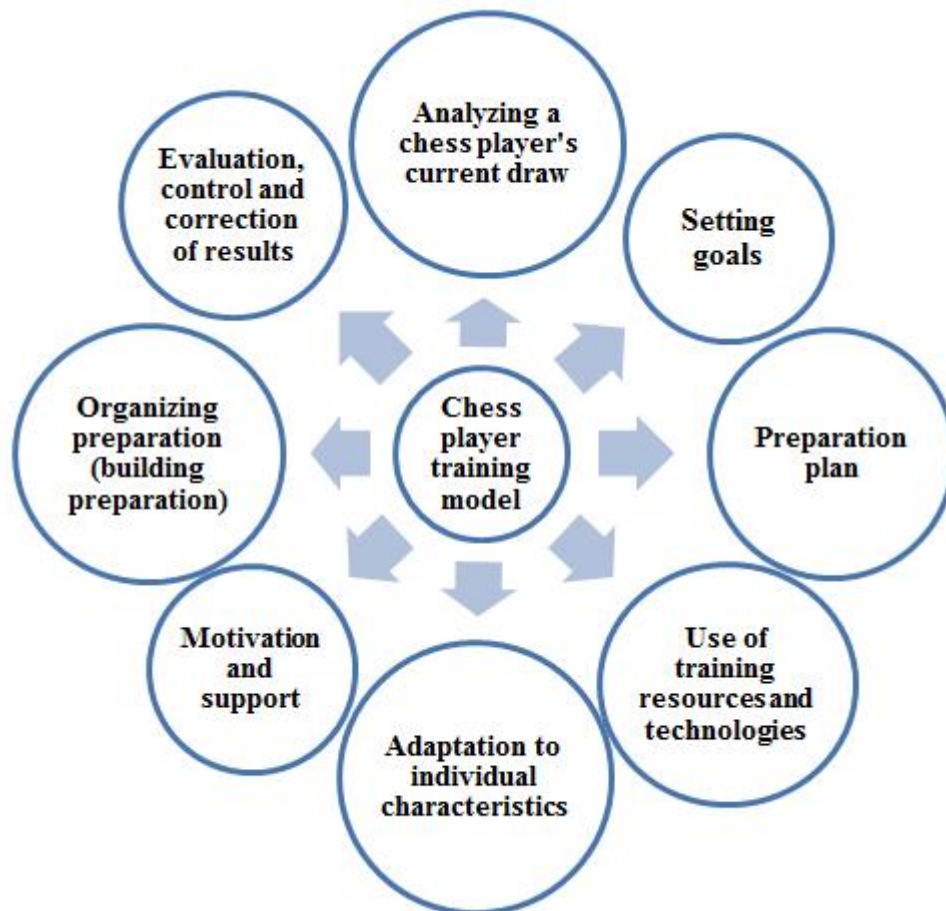 Analyzing a
chess player's
current draw
Setting
goals
Preparation
plan
Use of
training
resources and
technologies
Adaptation to
individual
characteristics
Motivation
and
support
Organizing
preparation
(building
preparation)
Evaluation,
control and
correction
of results
Chess
player
training
model